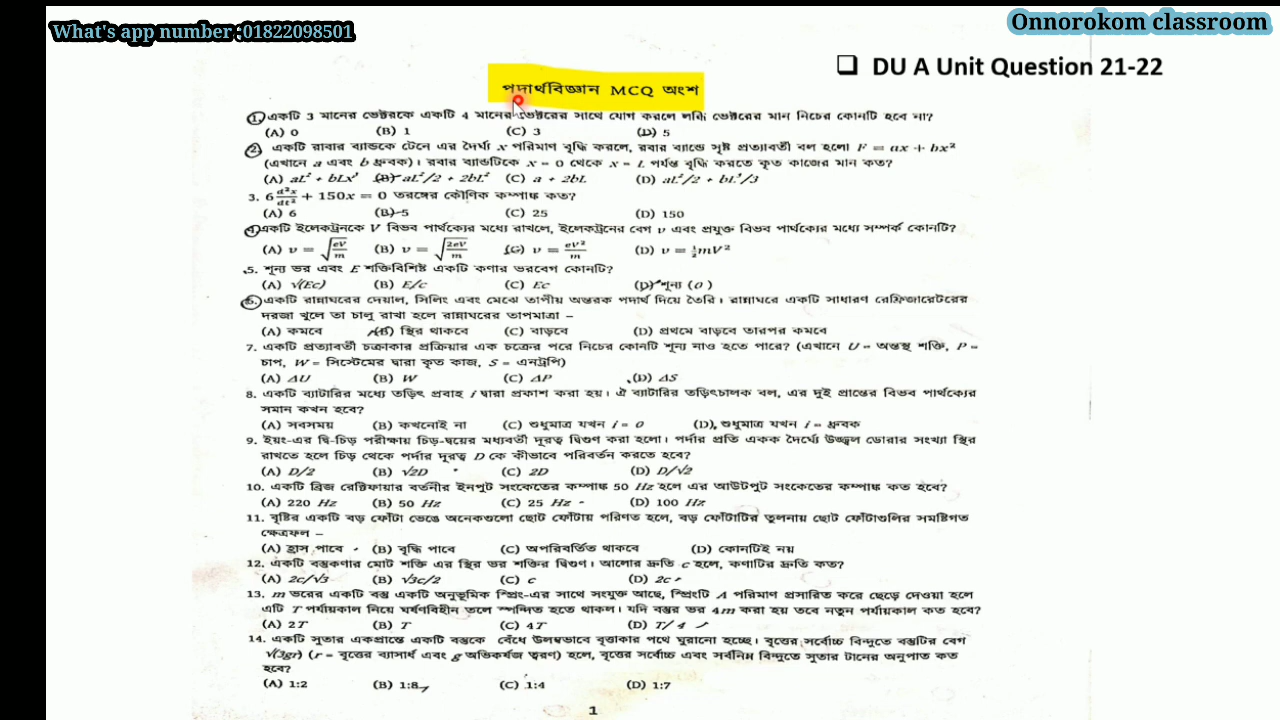 What's app number :01822098501
Onnorokom classroom
❑ DU A Unit Question 21-22
পদার্থবিজ্ঞান MCQ অংশ
1. একটি 3 মানের ভেক্টরকে একটি 4 মানের ভেক্টরের সাথে যোগ করলে লব্ধি ভেক্টরের মান নিচের কোনটি হবে না?
(A) 0 (B) 1 (C) 3 (D) 5
2. একটি রাবার ব্যান্ডকে টেনে এর দৈর্ঘ্য x পরিমাণ বৃদ্ধি করলে, রবার ব্যান্ডে সৃষ্ট প্রত্যাবর্তী বল হলো F = ax + bx²
(এখানে a এবং b ধ্রুবক)। রবার ব্যান্ডটিকে x = 0 থেকে x = L পর্যন্ত বৃদ্ধি করতে কৃত কাজের মান কত?
(A) aL² + bLx³ (B) aL²/2 + 2bL² (C) a + 2bL (D) aL²/2 + bL³/3
3. 6 d²x/dt² + 150x = 0 তরঙ্গের কৌণিক কম্পাঙ্ক কত?
(A) 6 (B) 5 (C) 25 (D) 150
4. একটি ইলেকট্রনকে V বিভব পার্থক্যের মধ্যে রাখলে, ইলেকট্রনের বেগ v এবং প্রযুক্ত বিভব পার্থক্যের মধ্যে সম্পর্ক কোনটি?
(A) v = √(eV/m) (B) v = √(2eV/m) (C) v = eV²/m (D) v = ½mV²
5. শূন্য ভর এবং E শক্তিবিশিষ্ট একটি কণার ভরবেগ কোনটি?
(A) √(Ec) (B) E/c (C) Ec (D) শূন্য (0)
6. একটি রান্নাঘরের দেয়াল, সিলিং এবং মেঝে তাপীয় অন্তরক পদার্থ দিয়ে তৈরি। রান্নাঘরে একটি সাধারণ রেফ্রিজারেটরের
দরজা খুলে তা চালু রাখা হলে রান্নাঘরের তাপমাত্রা –
(A) কমবে (B) স্থির থাকবে (C) বাড়বে (D) প্রথমে বাড়বে তারপর কমবে
7. একটি প্রত্যাবর্তী চক্রাকার প্রক্রিয়ার এক চক্রের পরে নিচের কোনটি শূন্য নাও হতে পারে? (এখানে U = অন্তস্থ শক্তি, P =
চাপ, W = সিস্টেমের দ্বারা কৃত কাজ, S = এনট্রপি)
(A) ΔU (B) W (C) ΔP (D) ΔS
8. একটি ব্যাটারির মধ্যে তড়িৎ প্রবাহ i দ্বারা প্রকাশ করা হয়। ঐ ব্যাটারির তড়িৎচালক বল, এর দুই প্রান্তের বিভব পার্থক্যের
সমান কখন হবে?
(A) সবসময় (B) কখনোই না (C) শুধুমাত্র যখন i = 0 (D) শুধুমাত্র যখন i = ধ্রুবক
9. ইয়ং-এর দ্বি-চিড় পরীক্ষায় চিড়-দ্বয়ের মধ্যবর্তী দূরত্ব দ্বিগুণ করা হলো। পর্দার প্রতি একক দৈর্ঘ্যে উজ্জ্বল ডোরার সংখ্যা স্থির
রাখতে হলে চিড় থেকে পর্দার দূরত্ব D কে কীভাবে পরিবর্তন করতে হবে?
(A) D/2 (B) √2D (C) 2D (D) D/√2
10. একটি ব্রিজ রেক্টিফায়ার বর্তনীর ইনপুট সংকেতের কম্পাঙ্ক 50 Hz হলে এর আউটপুট সংকেতের কম্পাঙ্ক কত হবে?
(A) 220 Hz (B) 50 Hz (C) 25 Hz (D) 100 Hz
11. বৃষ্টির একটি বড় ফোঁটা ভেঙে অনেকগুলো ছোট ফোঁটায় পরিণত হলে, বড় ফোঁটাটির তুলনায় ছোট ফোঁটাগুলির সমষ্টিগত
ক্ষেত্রফল –
(A) হ্রাস পাবে (B) বৃদ্ধি পাবে (C) অপরিবর্তিত থাকবে (D) কোনটিই নয়
12. একটি বস্তুকণার মোট শক্তি এর স্থির ভর শক্তির দ্বিগুণ। আলোর দ্রুতি c হলে, কণাটির দ্রুতি কত?
(A) 2c/√3 (B) √3c/2 (C) c (D) 2c
13. m ভরের একটি বস্তু একটি অনুভূমিক স্প্রিং-এর সাথে সংযুক্ত আছে, স্প্রিংটি A পরিমাণ প্রসারিত করে ছেড়ে দেওয়া হলে
এটি T পর্যায়কাল নিয়ে ঘর্ষণবিহীন তলে স্পন্দিত হতে থাকল। যদি বস্তুর ভর 4m করা হয় তবে নতুন পর্যায়কাল কত হবে?
(A) 2T (B) T (C) 4T (D) T/4
14. একটি সুতার একপ্রান্তে একটি বস্তুকে বেঁধে উলম্বভাবে বৃত্তাকার পথে ঘুরানো হচ্ছে। বৃত্তের সর্বোচ্চ বিন্দুতে বস্তুটির বেগ
√(3gr) (r = বৃত্তের ব্যাসার্ধ এবং g অভিকর্ষজ ত্বরণ) হলে, বৃত্তের সর্বোচ্চ এবং সর্বনিম্ন বিন্দুতে সুতার টানের অনুপাত কত
হবে?
(A) 1:2 (B) 1:8 (C) 1:4 (D) 1:7
1